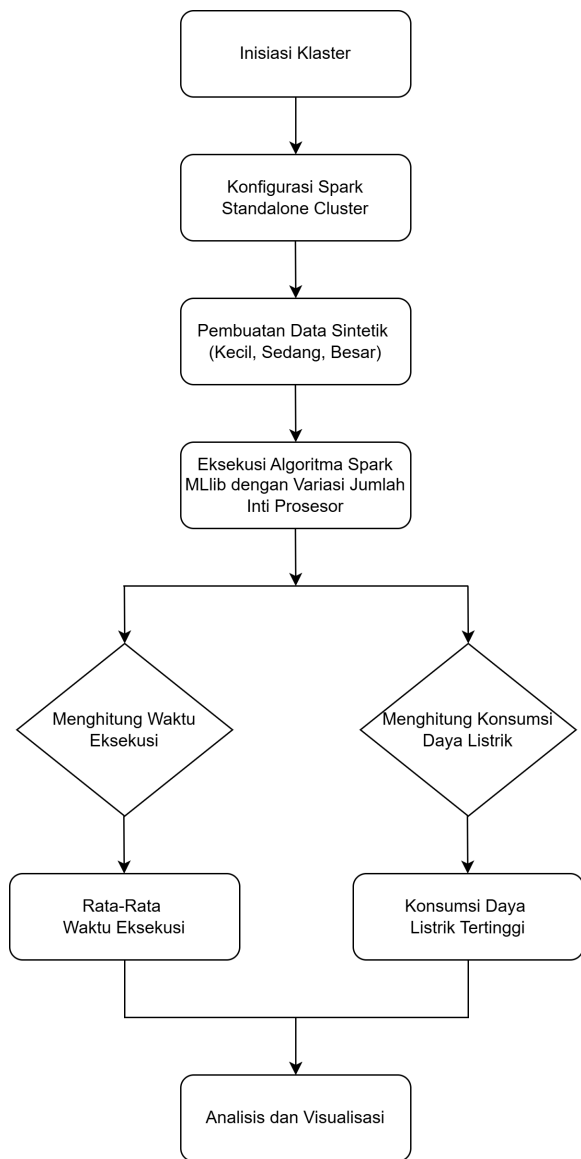 Inisiasi Klaster
Konfigurasi Spark
Standalone Cluster
Pembuatan Data Sintetik
(Kecil, Sedang, Besar)
Eksekusi Algoritma Spark
MLlib dengan Variasi Jumlah
Inti Prosesor
Menghitung Waktu
Eksekusi
Menghitung Konsumsi
Daya Listrik
Rata-Rata
Waktu Eksekusi
Konsumsi Daya
Listrik Tertinggi
Analisis dan Visualisasi